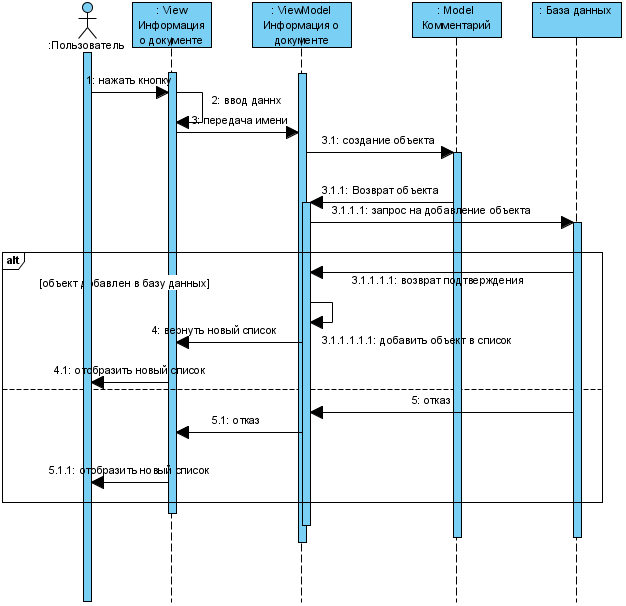 : View
Информация
о документе
: ViewModel
Информация о
документе
: Model
Комментарий
: База данных
:Пользователь
1: нажать кнопку
2: ввод даннх
3: передача имени
3.1: создание объекта
3.1.1: Возврат объекта
3.1.1.1: запрос на добавление объекта
alt
[объект добавлен в базу данных]
3.1.1.1.1: возврат подтверждения
4: вернуть новый список
3.1.1.1.1.1: добавить объект в список
4.1: отобразить новый список
5: отказ
5.1: отказ
5.1.1: отобразить новый список